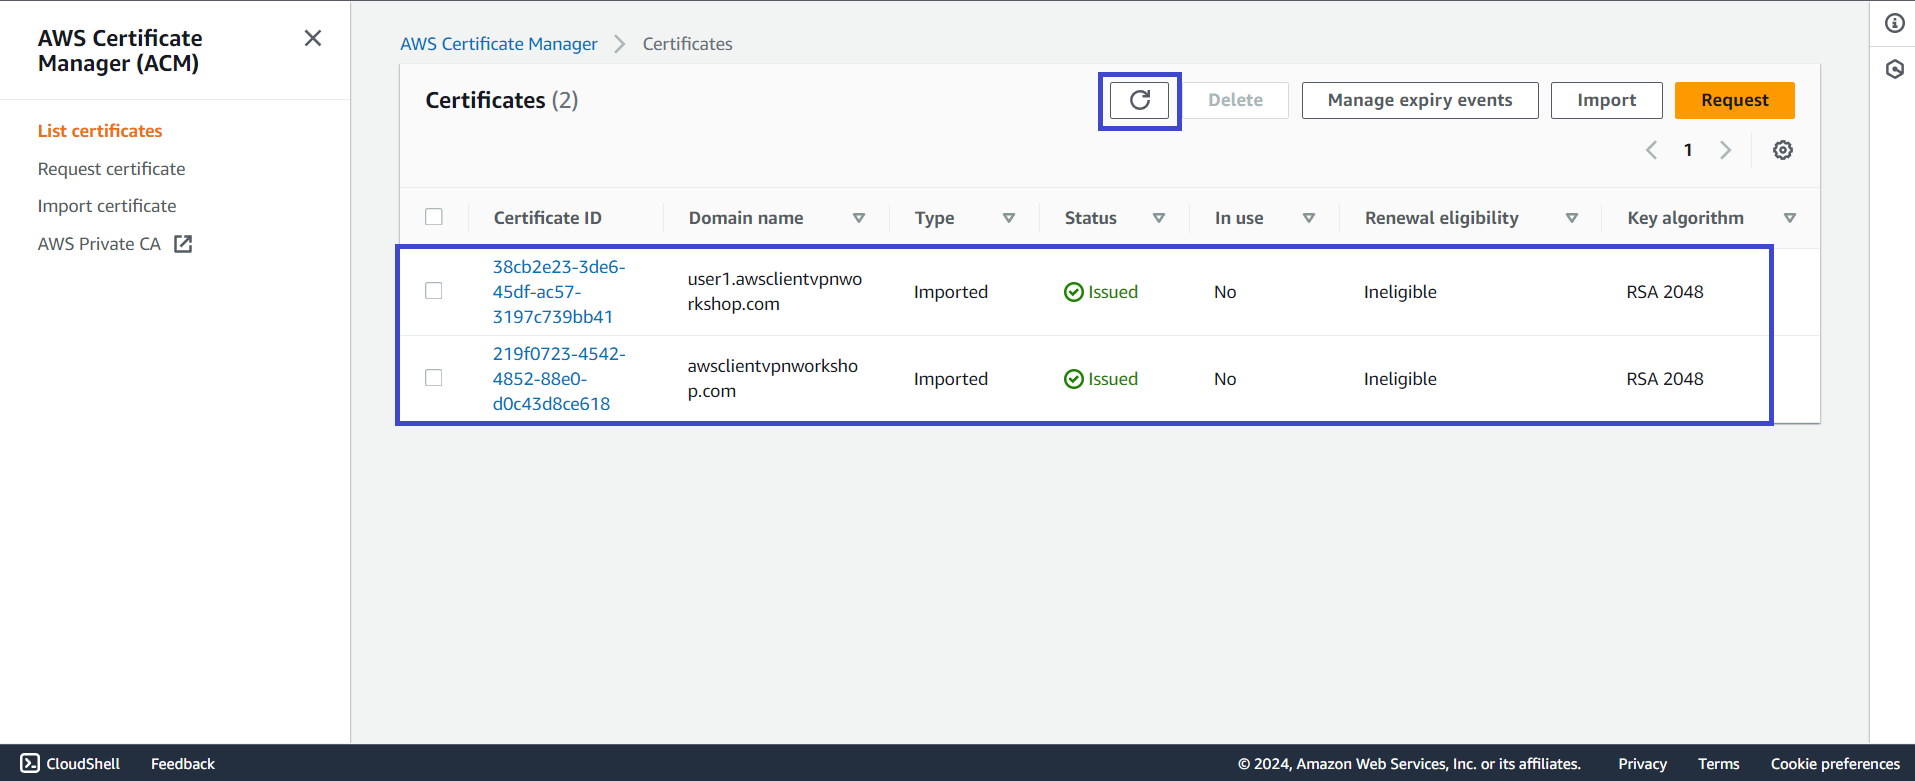 AWS Certificate
Manager (ACM)
List certificates
Request certificate
Import certificate
AWS Private CA
AWS Certificate Manager
Certificates
Certificates (2)
Delete
Manage expiry events
Import
Request
1
Certificate ID
Domain name
Type
Status
In use
Renewal eligibility
Key algorithm
38cb2e23-3de6-
45df-ac57-
3197c739bb41
user1.awsclientvpnwo
rkshop.com
Imported
Issued
No
Ineligible
RSA 2048
219f0723-4542-
4852-88e0-
d0c43d8ce618
awsclientvpnworksho
p.com
Imported
Issued
No
Ineligible
RSA 2048
CloudShell
Feedback
© 2024, Amazon Web Services, Inc. or its affiliates.
Privacy
Terms
Cookie preferences